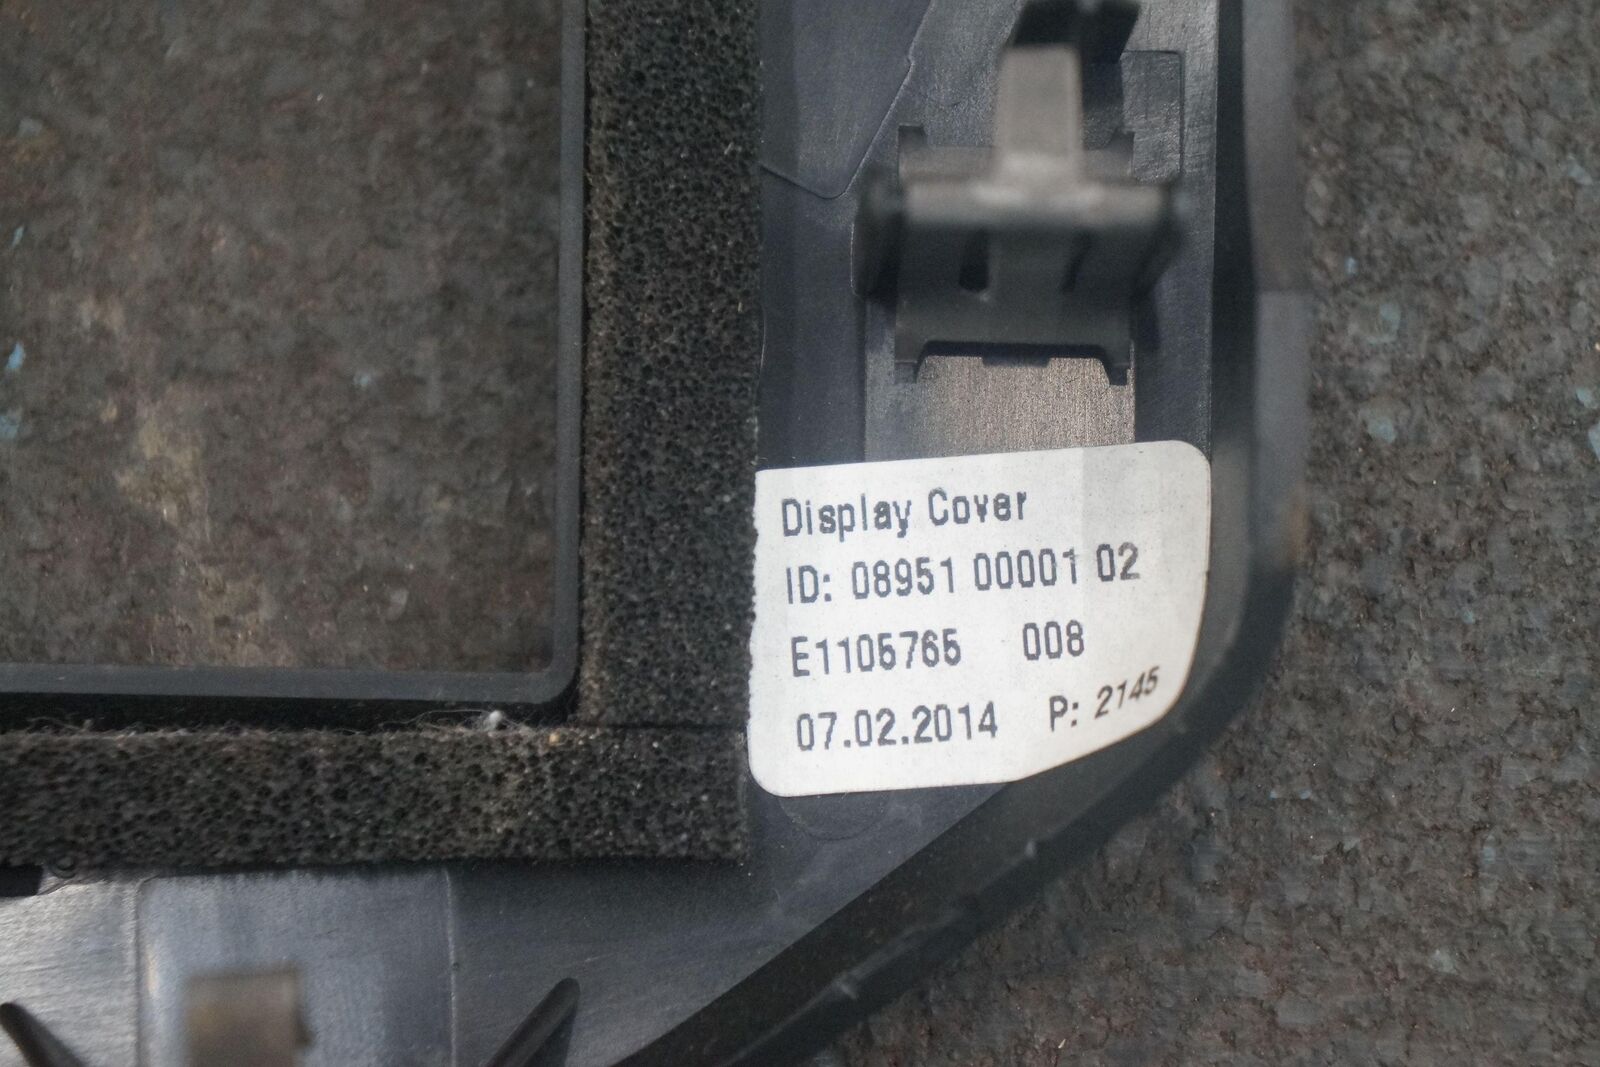 Display Cover
ID: 08951 00001 02
E1105765 008
07.02.2014 P: 2145